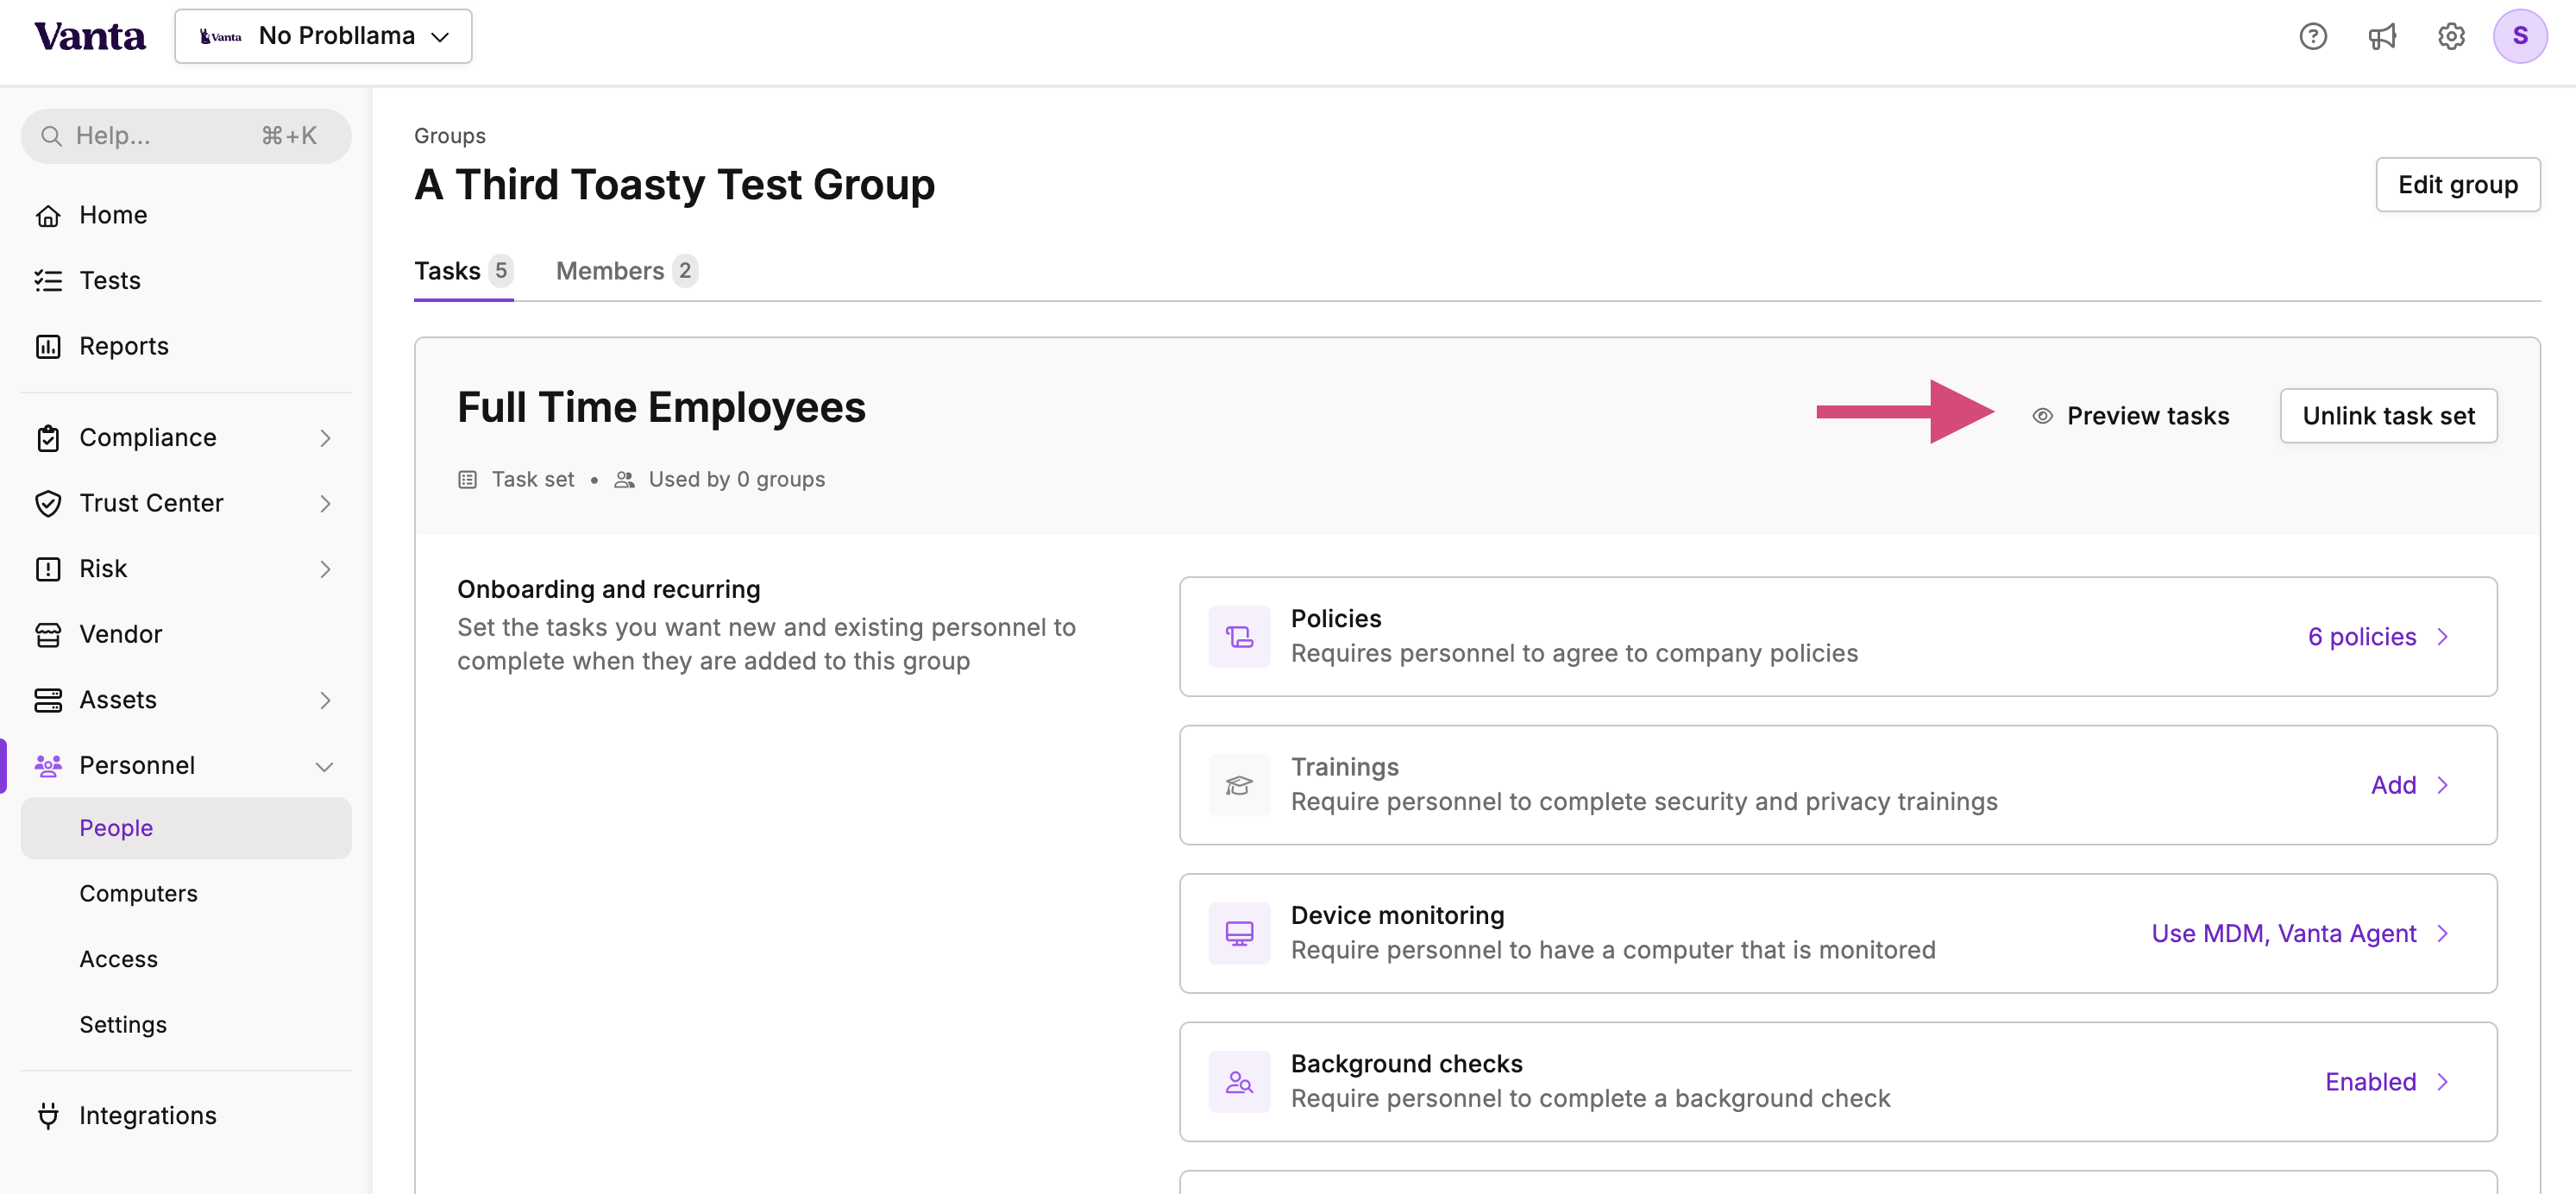 Vanta
Vanta No Probllama
S
Help... ⌘+K
Home
Tests
Reports
Compliance
Trust Center
Risk
Vendor
Assets
Personnel
People
Computers
Access
Settings
Integrations
Groups
A Third Toasty Test Group
Edit group
Tasks 5 Members 2
Full Time Employees
Preview tasks
Unlink task set
Task set • Used by 0 groups
Onboarding and recurring
Set the tasks you want new and existing personnel to
complete when they are added to this group
Policies
Requires personnel to agree to company policies
6 policies
Trainings
Require personnel to complete security and privacy trainings
Add
Device monitoring
Require personnel to have a computer that is monitored
Use MDM, Vanta Agent
Background checks
Require personnel to complete a background check
Enabled